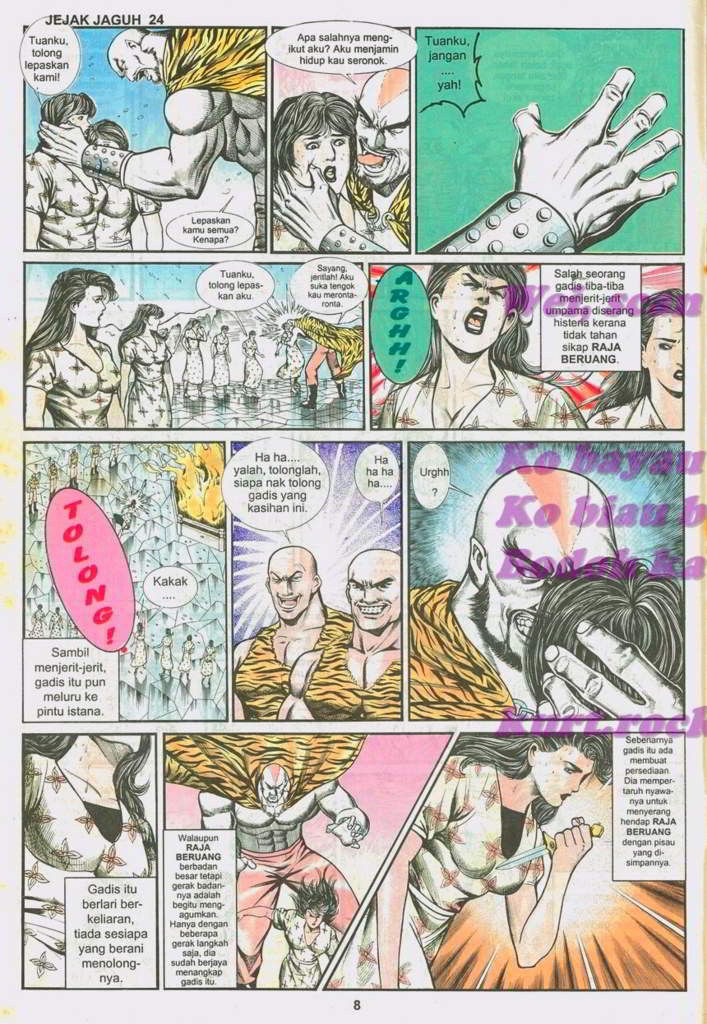 JEJAK JAGUH 24
Tuanku,
tolong
lepaskan
kami!
Lepaskan
kamu semua?
Kenapa?
Apa salahnya meng-
ikut aku? Aku menjamin
hidup kau seronok.
Tuanku,
jangan
....
yah!
Tuanku,
tolong lepas-
kan aku.
Sayang,
jeritlah! Aku
suka tengok
kau meronta-
ronta.
ARGHH!
Salah seorang
gadis tiba-tiba
menjerit-jerit
umpama diserang
histeria kerana
tidak tahan
sikap RAJA
BERUANG.
TOLONG!
Kakak
....
Sambil
menjerit-jerit,
gadis itu pun
meluru ke
pintu istana.
Ha ha....
yalah, tolonglah,
siapa nak tolong
gadis yang
kasihan ini.
Ha
ha ha
ha....
Urghh
?
Ko bayau
Ko biau b
Kurt.rock
Gadis itu
berlari ber-
keliaran,
tiada sesiapa
yang berani
menolong-
nya.
Walaupun
RAJA
BERUANG
berbadan
besar tetapi
gerak badan-
nya adalah
begitu meng-
agumkan.
Hanya dengan
beberapa
gerak langkah
saja, dia
sudah berjaya
menangkap
gadis itu.
Sebenarnya
gadis itu ada
membuat
persediaan.
Dia memper-
taruh nyawa-
nya untuk
menyerang
hendap RAJA
BERUANG
dengan pisau
yang di-
simpannya.
8